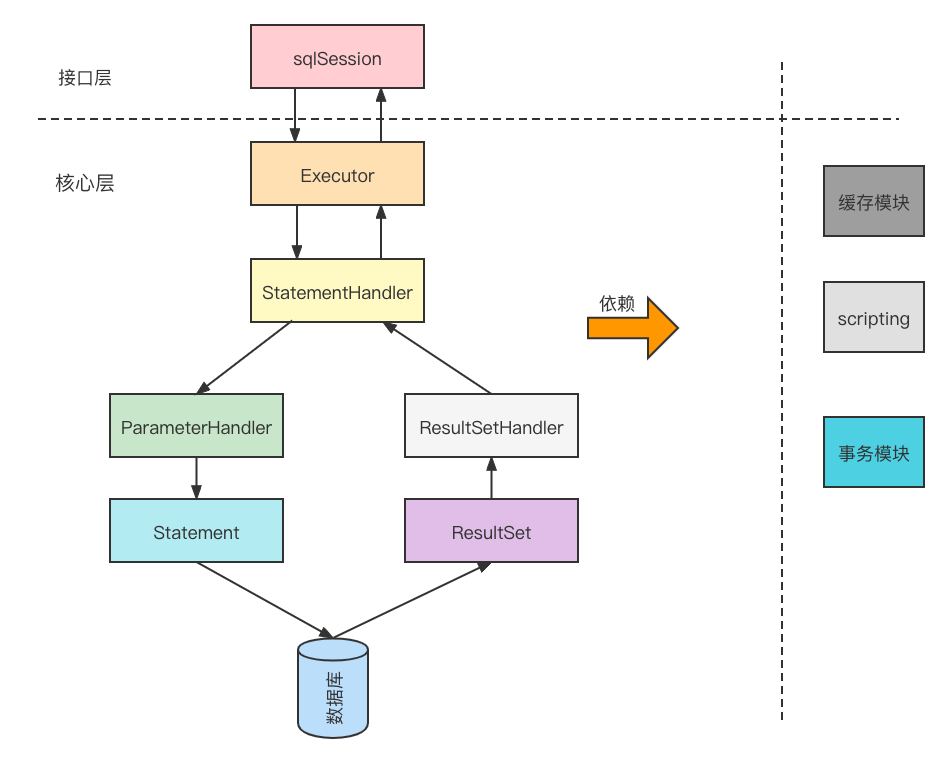 sqlSession
接口层
Executor
核心层
缓存模块
StatementHandler
依赖
scripting
ParameterHandler
ResultSetHandler
事务模块
Statement
ResultSet
数据库